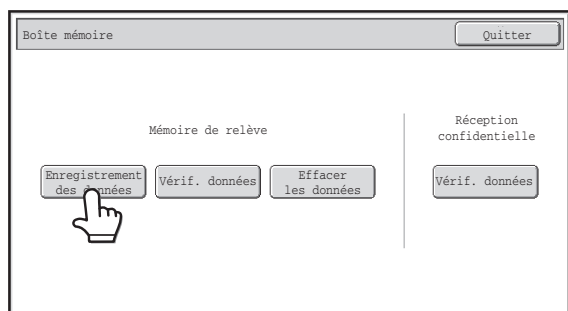 Boîte mémoire
Quitter
Mémoire de relève
Réception
confidentielle
Enregistrement
des données
Vérif. données
Effacer
les données
Vérif. données